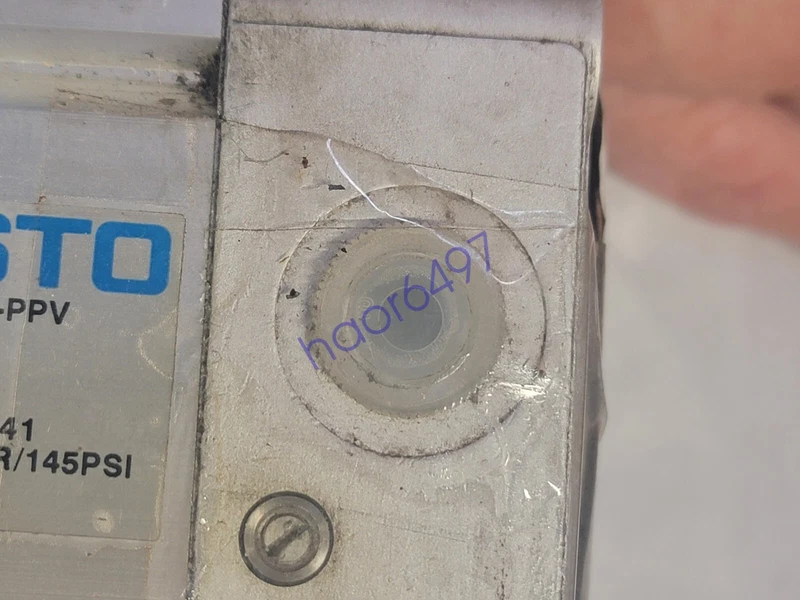 STO
-PPV
41
R/145PSI
haor6497